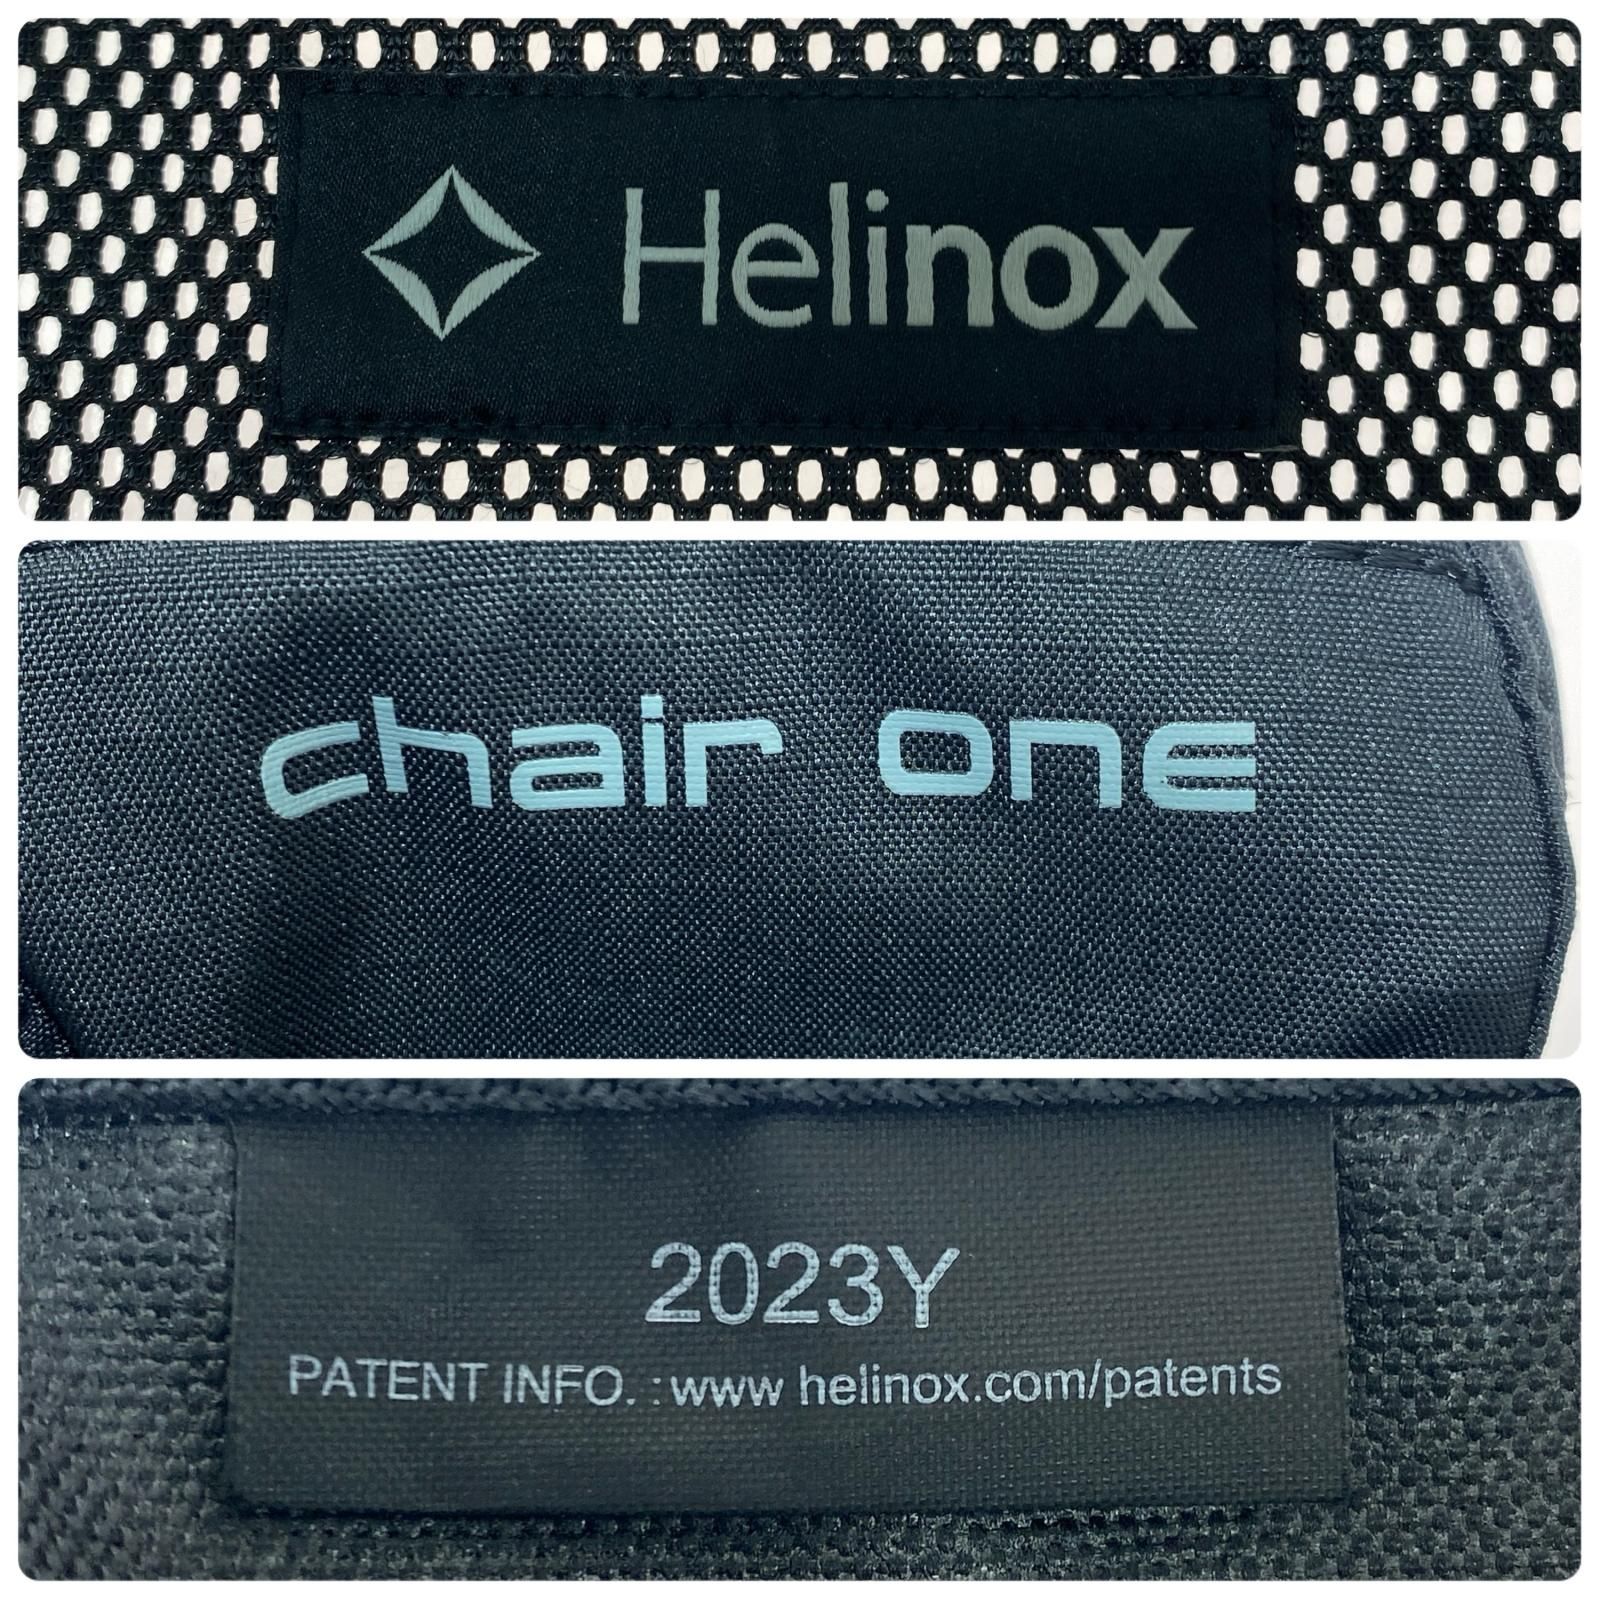 Helinox
chair one
2023Y
PATENT INFO. : www helinox.com/patents